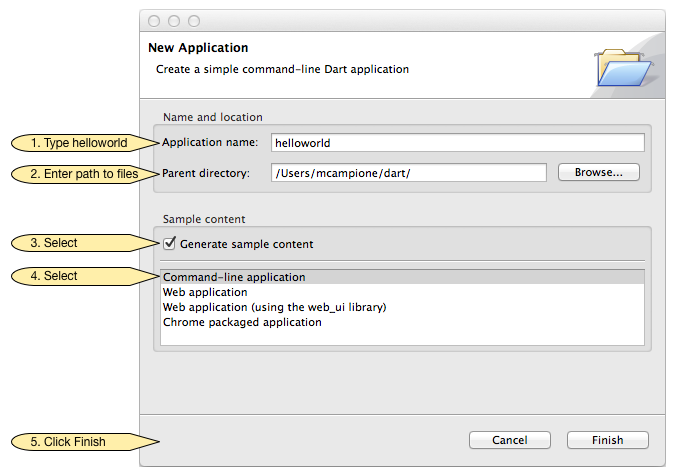 New Application
Create a simple command-line Dart application
Name and location
1. Type helloworld
Application name:
helloworld
2. Enter path to files
Parent directory:
/Users/mcampione/dart/
Browse...
Sample content
3. Select
Generate sample content
4. Select
Command-line application
Web application
Web application (using the web_ui library)
Chrome packaged application
5. Click Finish
Cancel
Finish